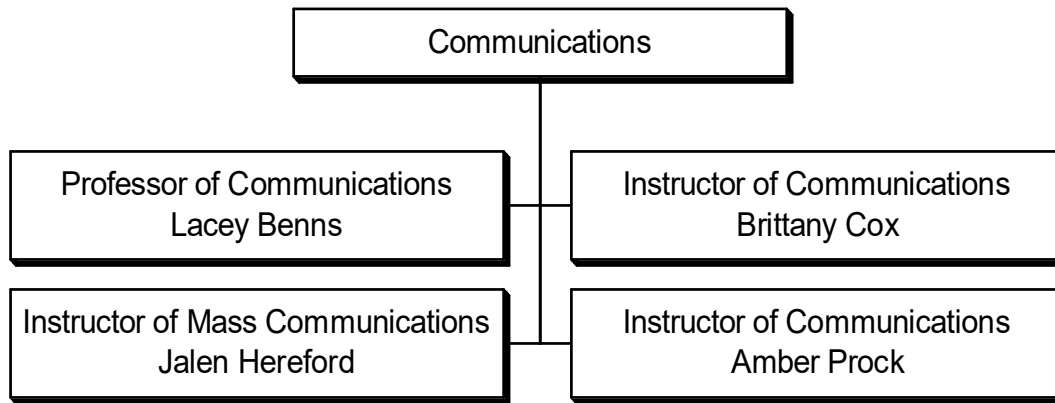 Communications
Professor of Communications
Lacey Benns
Instructor of Communications
Brittany Cox
Instructor of Mass Communications
Jalen Hereford
Instructor of Communications
Amber Prock